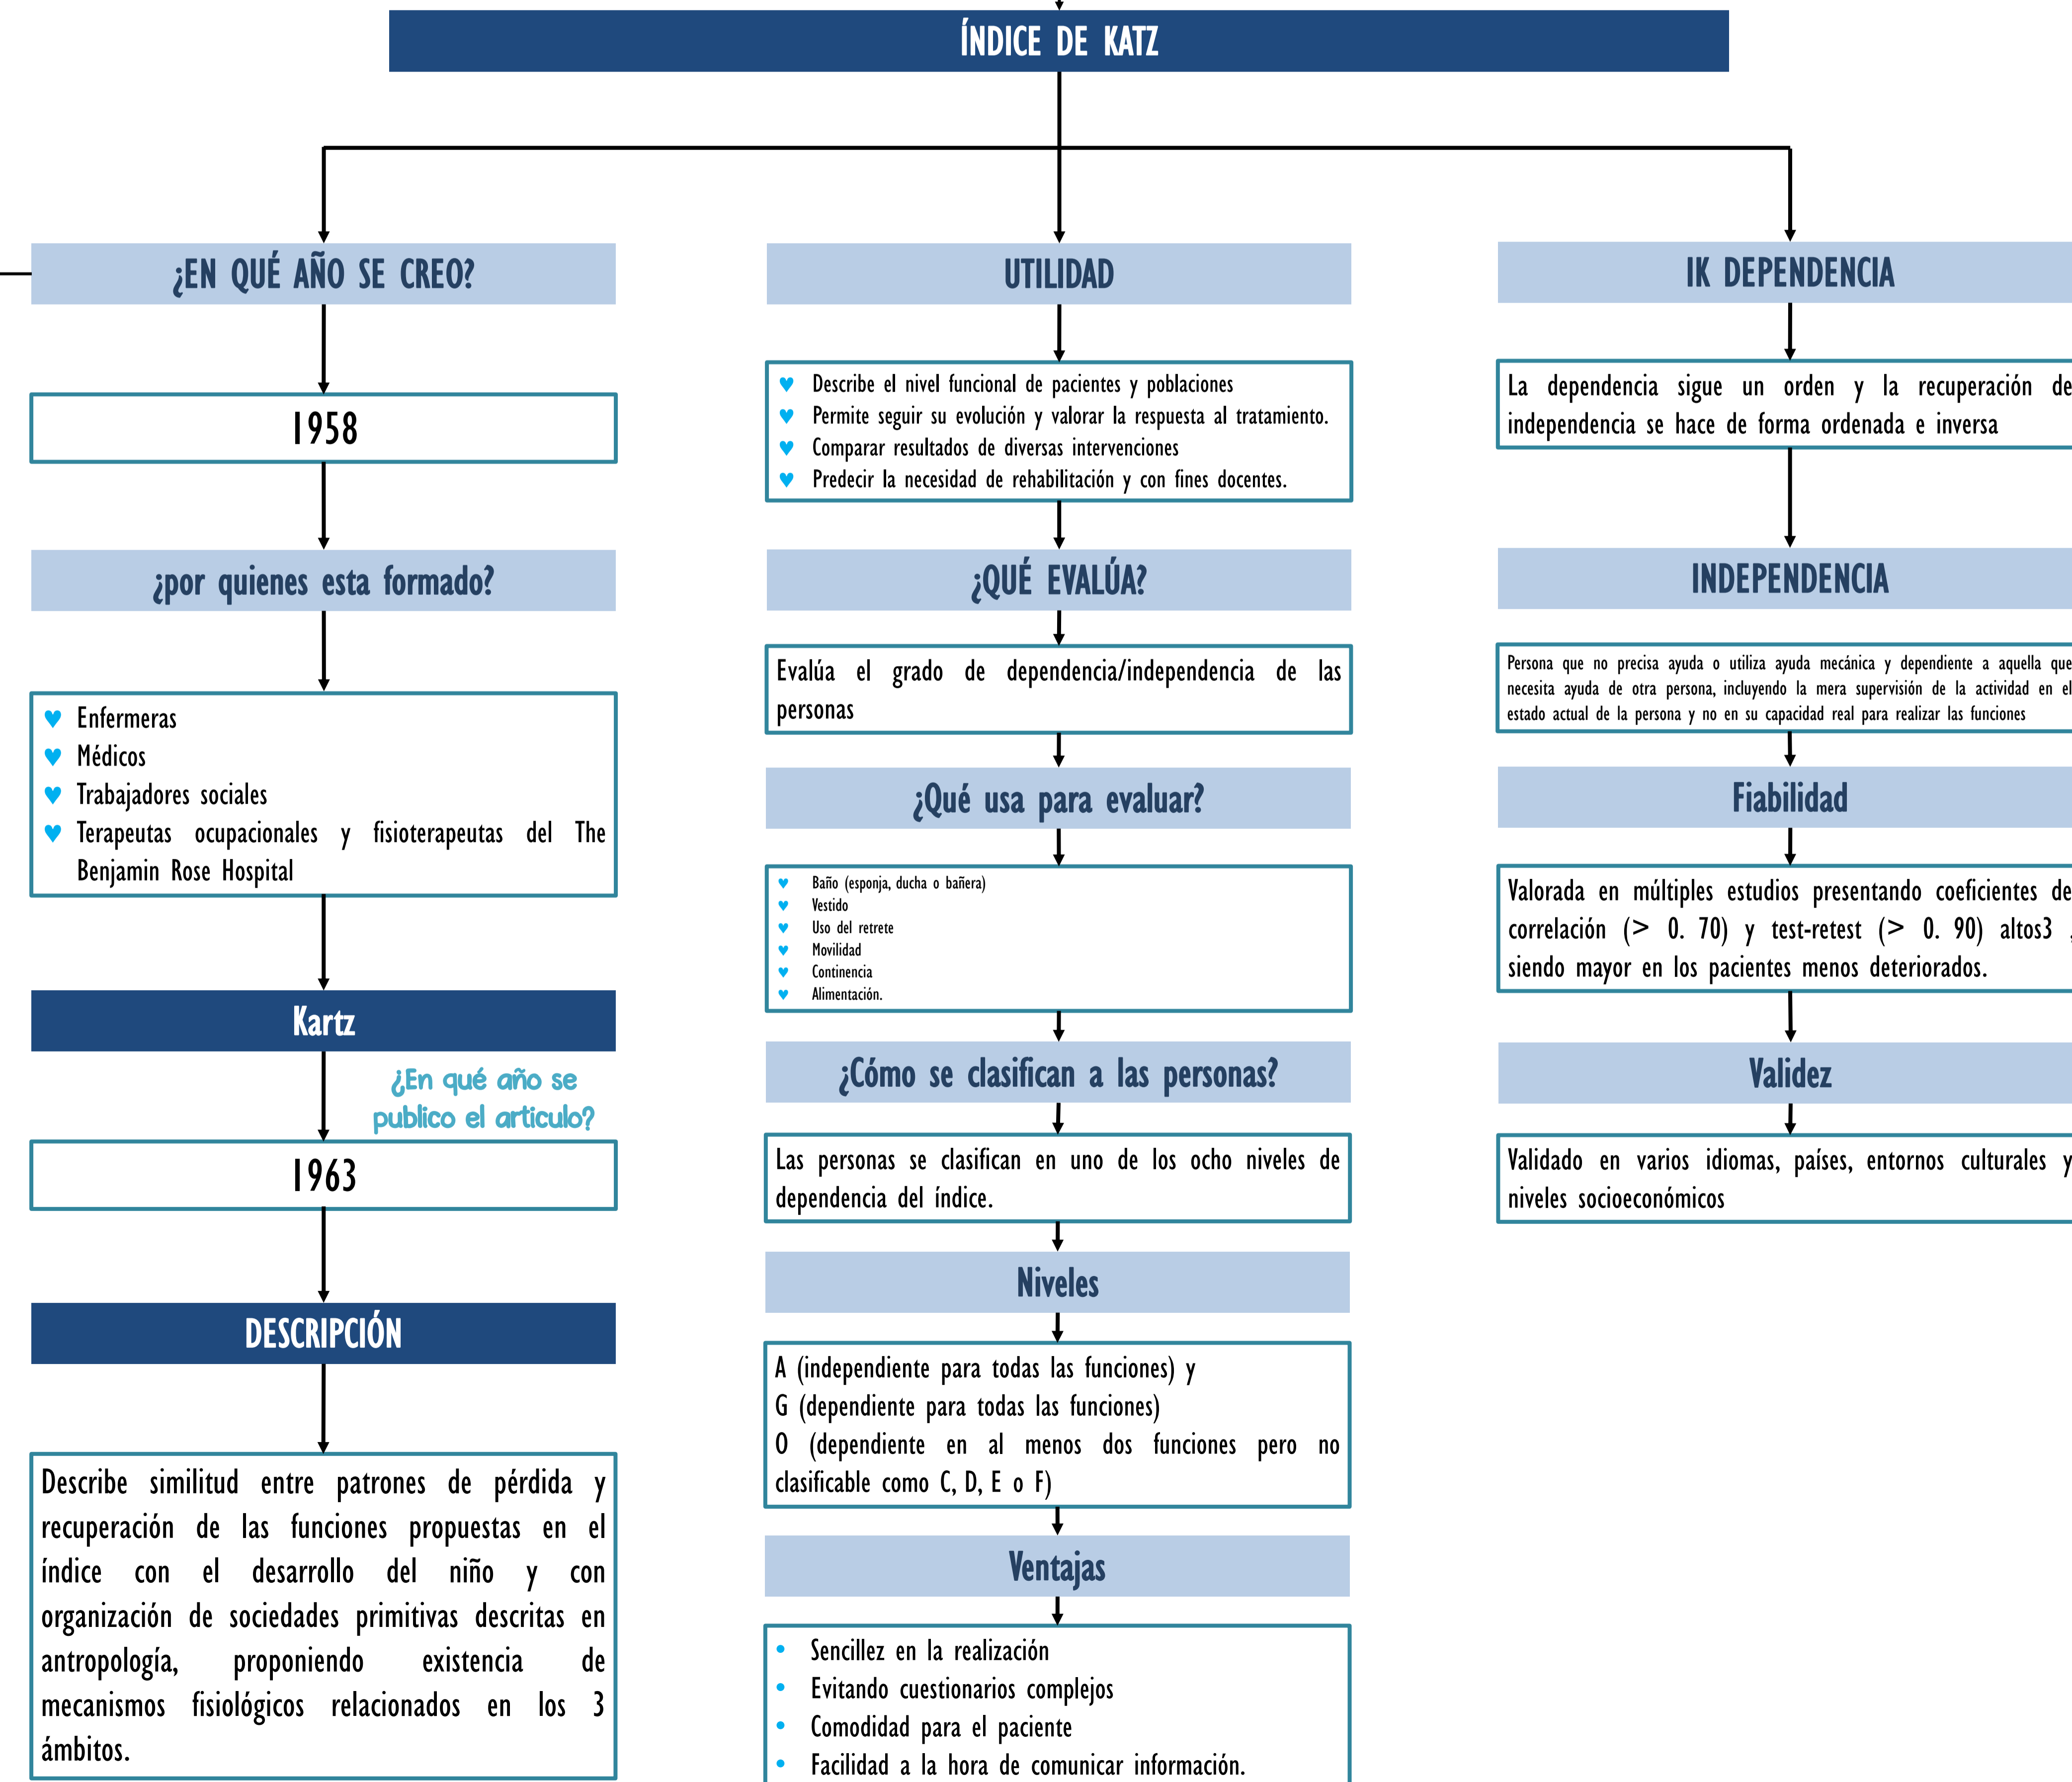 ÍNDICE DE KATZ
¿EN QUÉ AÑO SE CREO?
1958
¿por quienes esta formado?
♥ Enfermeras
♥ Médicos
♥ Trabajadores sociales
♥ Terapeutas ocupacionales y fisioterapeutas del The
Benjamin Rose Hospital
Kartz
¿En qué año se
publico el articulo?
1963
DESCRIPCIÓN
Describe similitud entre patrones de pérdida y
recuperación de las funciones propuestas en el
índice con el desarrollo del niño y con
organización de sociedades primitivas descritas en
antropología, proponiendo existencia de
mecanismos fisiológicos relacionados en los 3
ámbitos.
UTILIDAD
♥ Describe el nivel funcional de pacientes y poblaciones
♥ Permite seguir su evolución y valorar la respuesta al tratamiento.
♥ Comparar resultados de diversas intervenciones
♥ Predecir la necesidad de rehabilitación y con fines docentes.
¿QUÉ EVALÚA?
Evalúa el grado de dependencia/independencia de las
personas
¿Qué usa para evaluar?
♥ Baño (esponja, ducha o bañera)
♥ Vestido
♥ Uso del retrete
♥ Movilidad
♥ Continencia
♥ Alimentación.
¿Cómo se clasifican a las personas?
Las personas se clasifican en uno de los ocho niveles de
dependencia del índice.
Niveles
A (independiente para todas las funciones) y
G (dependiente para todas las funciones)
O (dependiente en al menos dos funciones pero no
clasificable como C, D, E o F)
Ventajas
• Sencillez en la realización
• Evitando cuestionarios complejos
• Comodidad para el paciente
• Facilidad a la hora de comunicar información.
IK DEPENDENCIA
La dependencia sigue un orden y la recuperación de
independencia se hace de forma ordenada e inversa
INDEPENDENCIA
Persona que no precisa ayuda o utiliza ayuda mecánica y dependiente a aquella que
necesita ayuda de otra persona, incluyendo la mera supervisión de la actividad en el
estado actual de la persona y no en su capacidad real para realizar las funciones
Fiabilidad
Valorada en múltiples estudios presentando coeficientes de
correlación (> 0. 70) y test-retest (> 0. 90) altos3 ,
siendo mayor en los pacientes menos deteriorados.
Validez
Validado en varios idiomas, países, entornos culturales y
niveles socioeconómicos